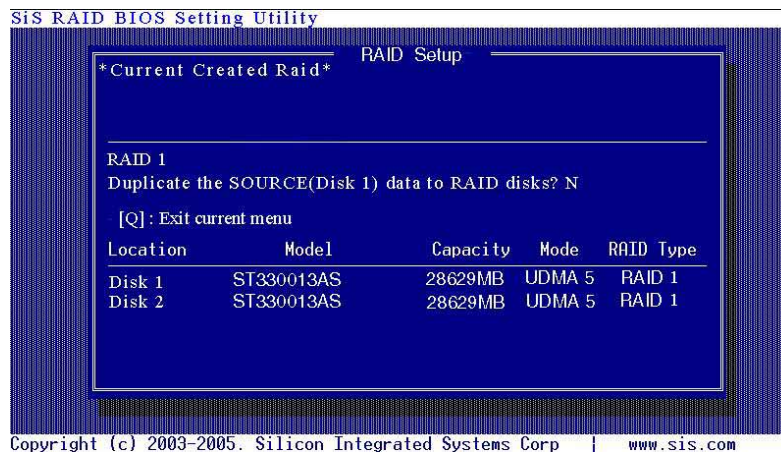 SiS RAID BIOS Setting Utility
RAID Setup
*Current Created Raid*
RAID 1
Duplicate the SOURCE(Disk 1) data to RAID disks? N
[Q] : Exit current menu
Location Model Capacity Mode RAID Type
Disk 1 ST330013AS 28629MB UDMA 5 RAID 1
Disk 2 ST330013AS 28629MB UDMA 5 RAID 1
Copyright (c) 2003-2005. Silicon Integrated Systems Corp | www.sis.com